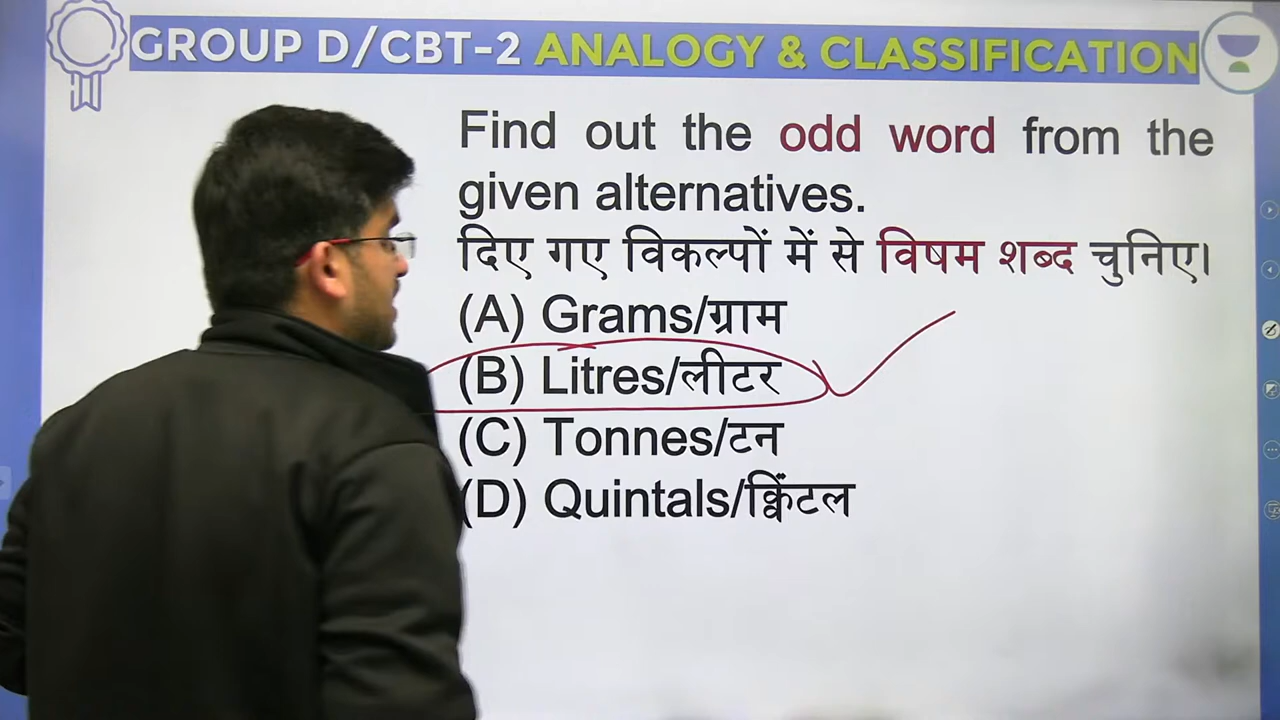 GROUP D/CBT-2 ANALOGY & CLASSIFICATION
Find out the odd word from the
given alternatives.
दिए गए विकल्पों में से विषम शब्द चुनिए।
(A) Grams/ग्राम
(B) Litres/लीटर
(C) Tonnes/टन
(D) Quintals/क्विंटल